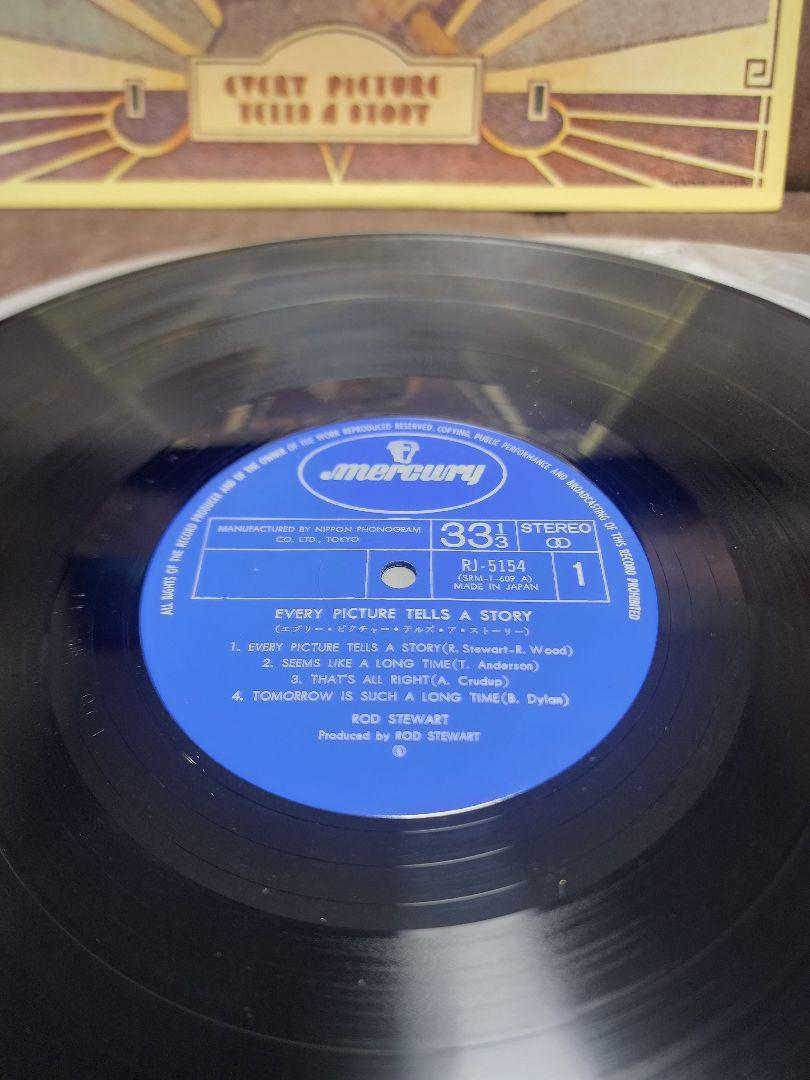 EVERY PICTURE
TELLS A STORY
ALL RIGHTS OF THE RECORD PRODUCER AND OF THE OWNER OF THE WORK REPRODUCED RESERVED. COPYING, PUBLIC PERFORMANCE AND BROADCASTING OF THIS RECORD PROHIBITED
mercury
MANUFACTURED BY NIPPON PHONOGRAM
CO. LTD., TOKYO
33 1/3
STEREO
RJ-5154
(SRM-1-609 A)
MADE IN JAPAN
1
EVERY PICTURE TELLS A STORY
(エブリー・ピクチャー・テルズ・ア・ストーリー)
1. EVERY PICTURE TELLS A STORY(R. Stewart-R. Wood)
2. SEEMS LIKE A LONG TIME(T. Anderson)
3. THAT'S ALL RIGHT(A. Crudup)
4. TOMORROW IS SUCH A LONG TIME(B. Dylan)
ROD STEWART
Produced by ROD STEWART